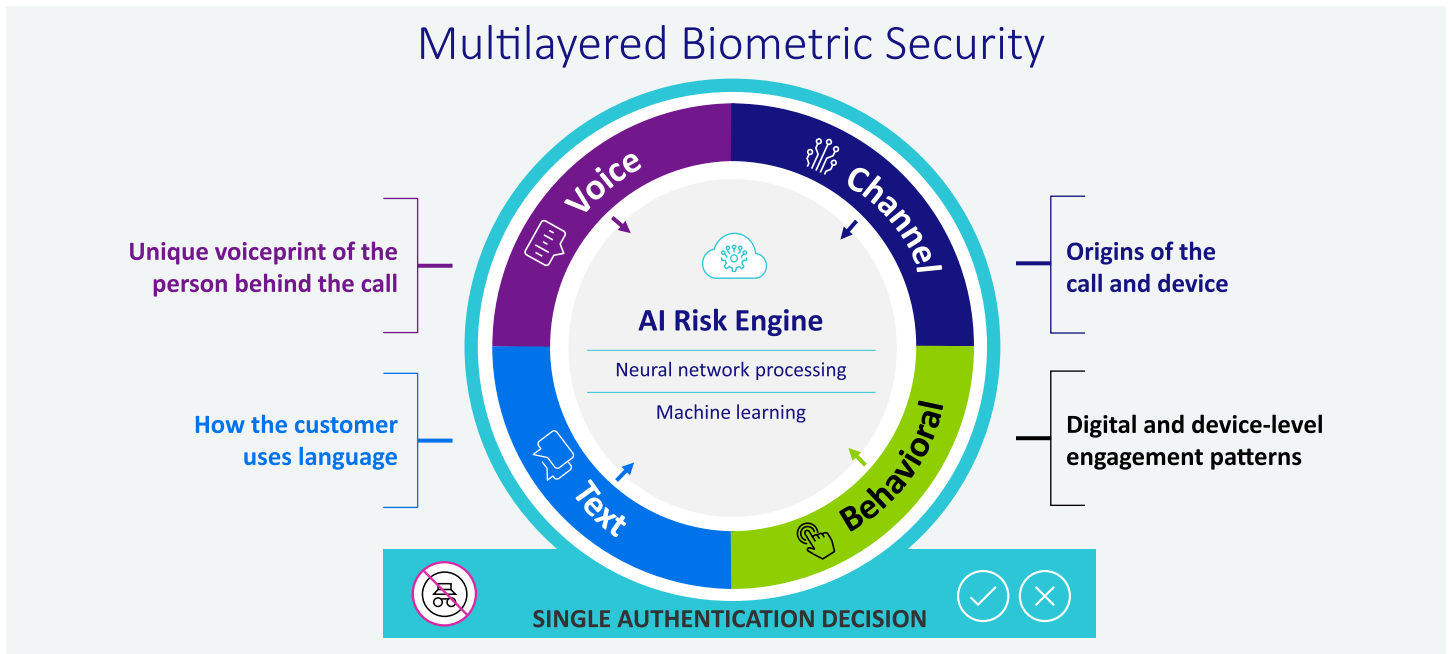 Multilayered Biometric Security
Voice
Channel
Unique voiceprint of the
person behind the call
Origins of the
call and device
AI Risk Engine
Neural network processing
Machine learning
How the customer
uses language
Digital and device-level
engagement patterns
Text
Behavioral
SINGLE AUTHENTICATION DECISION